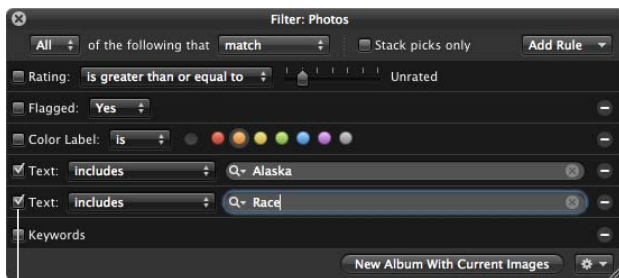 Filter: Photos
All of the following that match Stack picks only Add Rule
Rating: is greater than or equal to Unrated
Flagged: Yes
Color Label: is
Text: includes Alaska
Text: includes Race
Keywords
New Album With Current Images